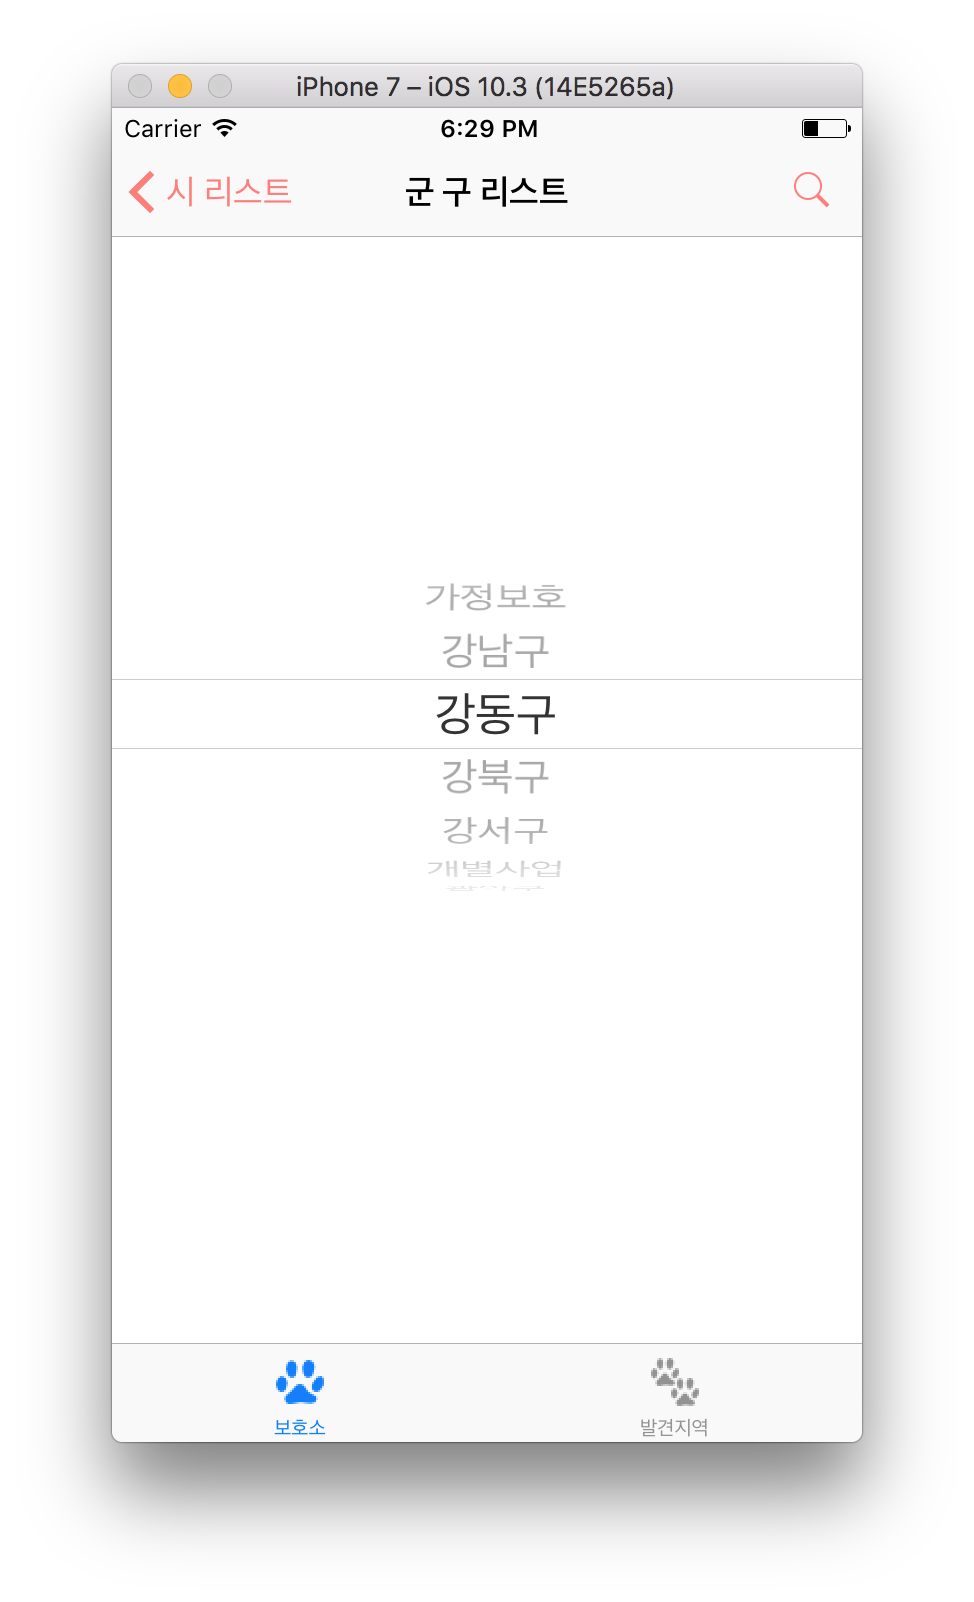 iPhone 7 – iOS 10.3 (14E5265a)
Carrier 6:29 PM
시 리스트 군 구 리스트
가정보호
강남구
강동구
강북구
강서구
개별사업
보호소 발견지역